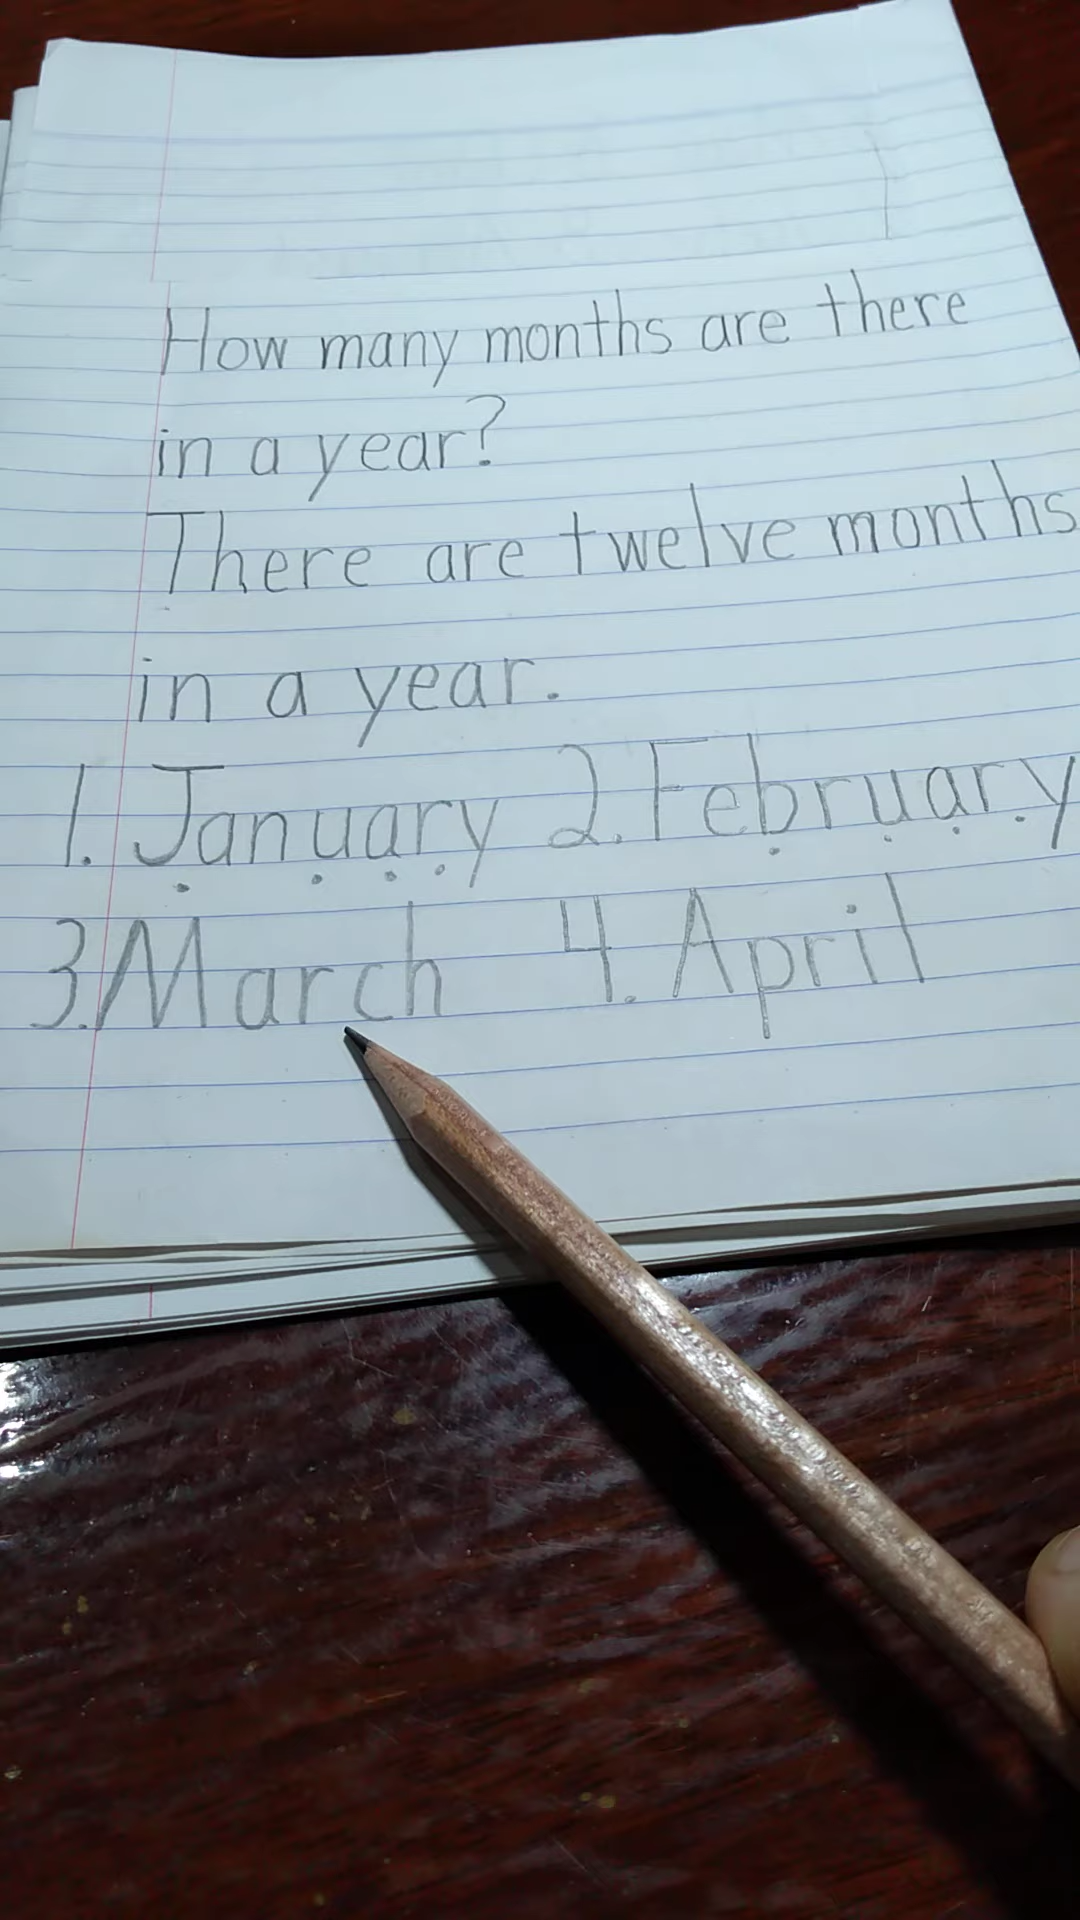 How many months are there
in a year?
There are twelve months
in a year.
1. January 2. February
3. March 4. April